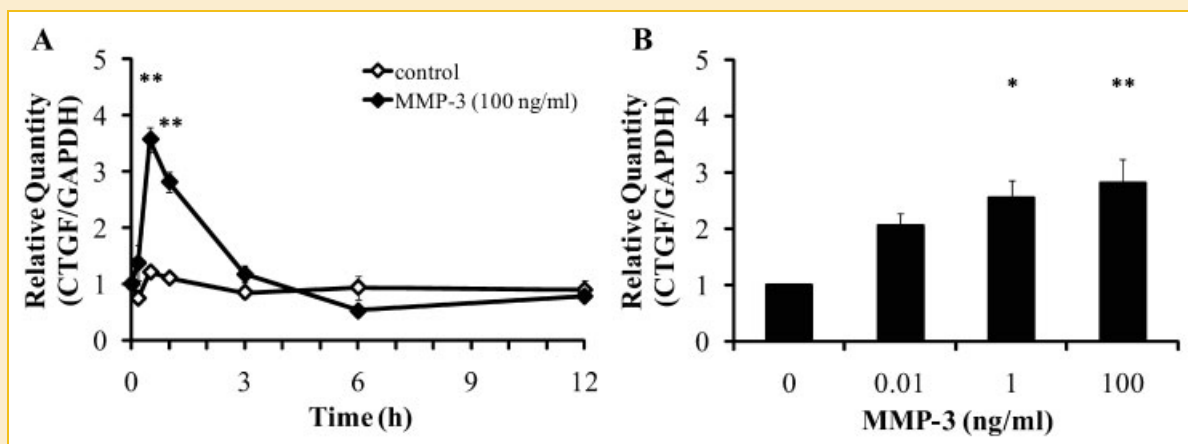 A
Relative Quantity
(CTGF/GAPDH)
5
4
3
2
1
0
**
**
control
MMP-3 (100 ng/ml)
0 3 6 9 12
Time (h)
B
Relative Quantity
(CTGF/GAPDH)
5
4
3
2
1
0
* **
0 0.01 1 100
MMP-3 (ng/ml)